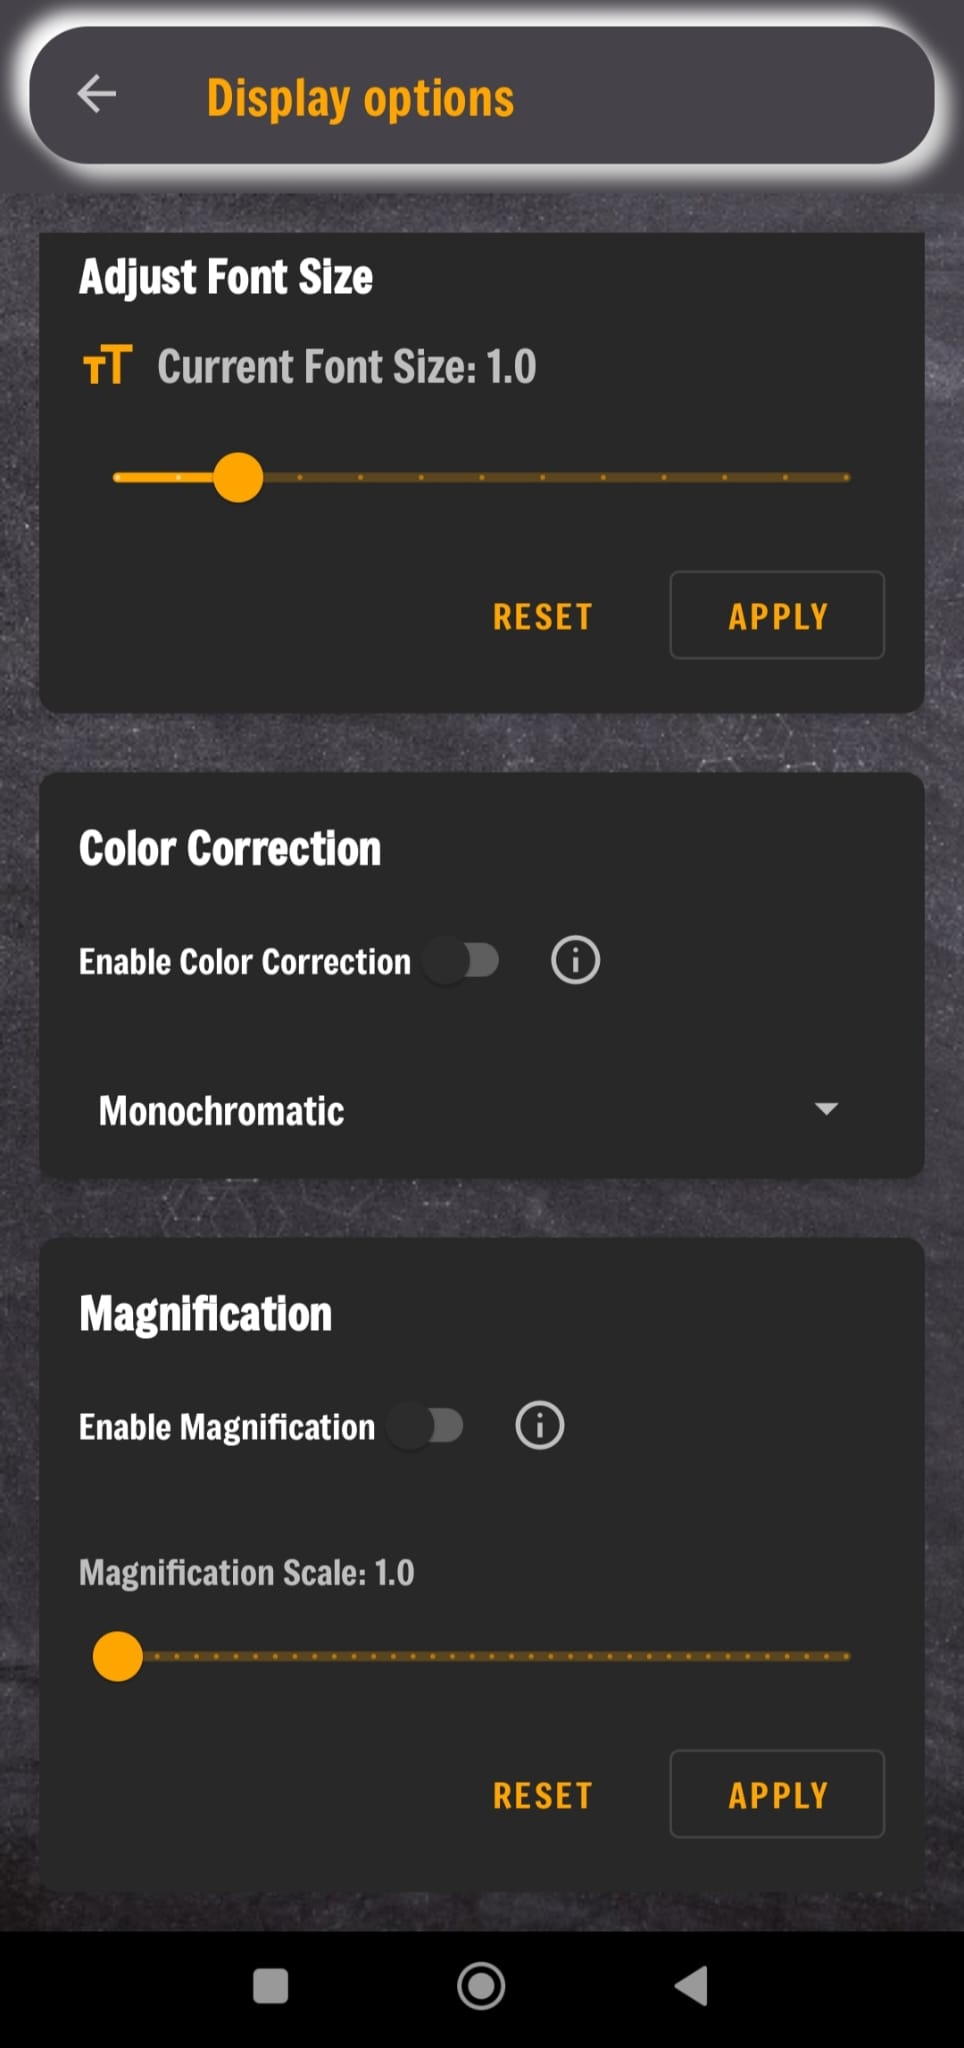 Display options
Adjust Font Size
Current Font Size: 1.0
RESET APPLY
Color Correction
Enable Color Correction
Monochromatic
Magnification
Enable Magnification
Magnification Scale: 1.0
RESET APPLY